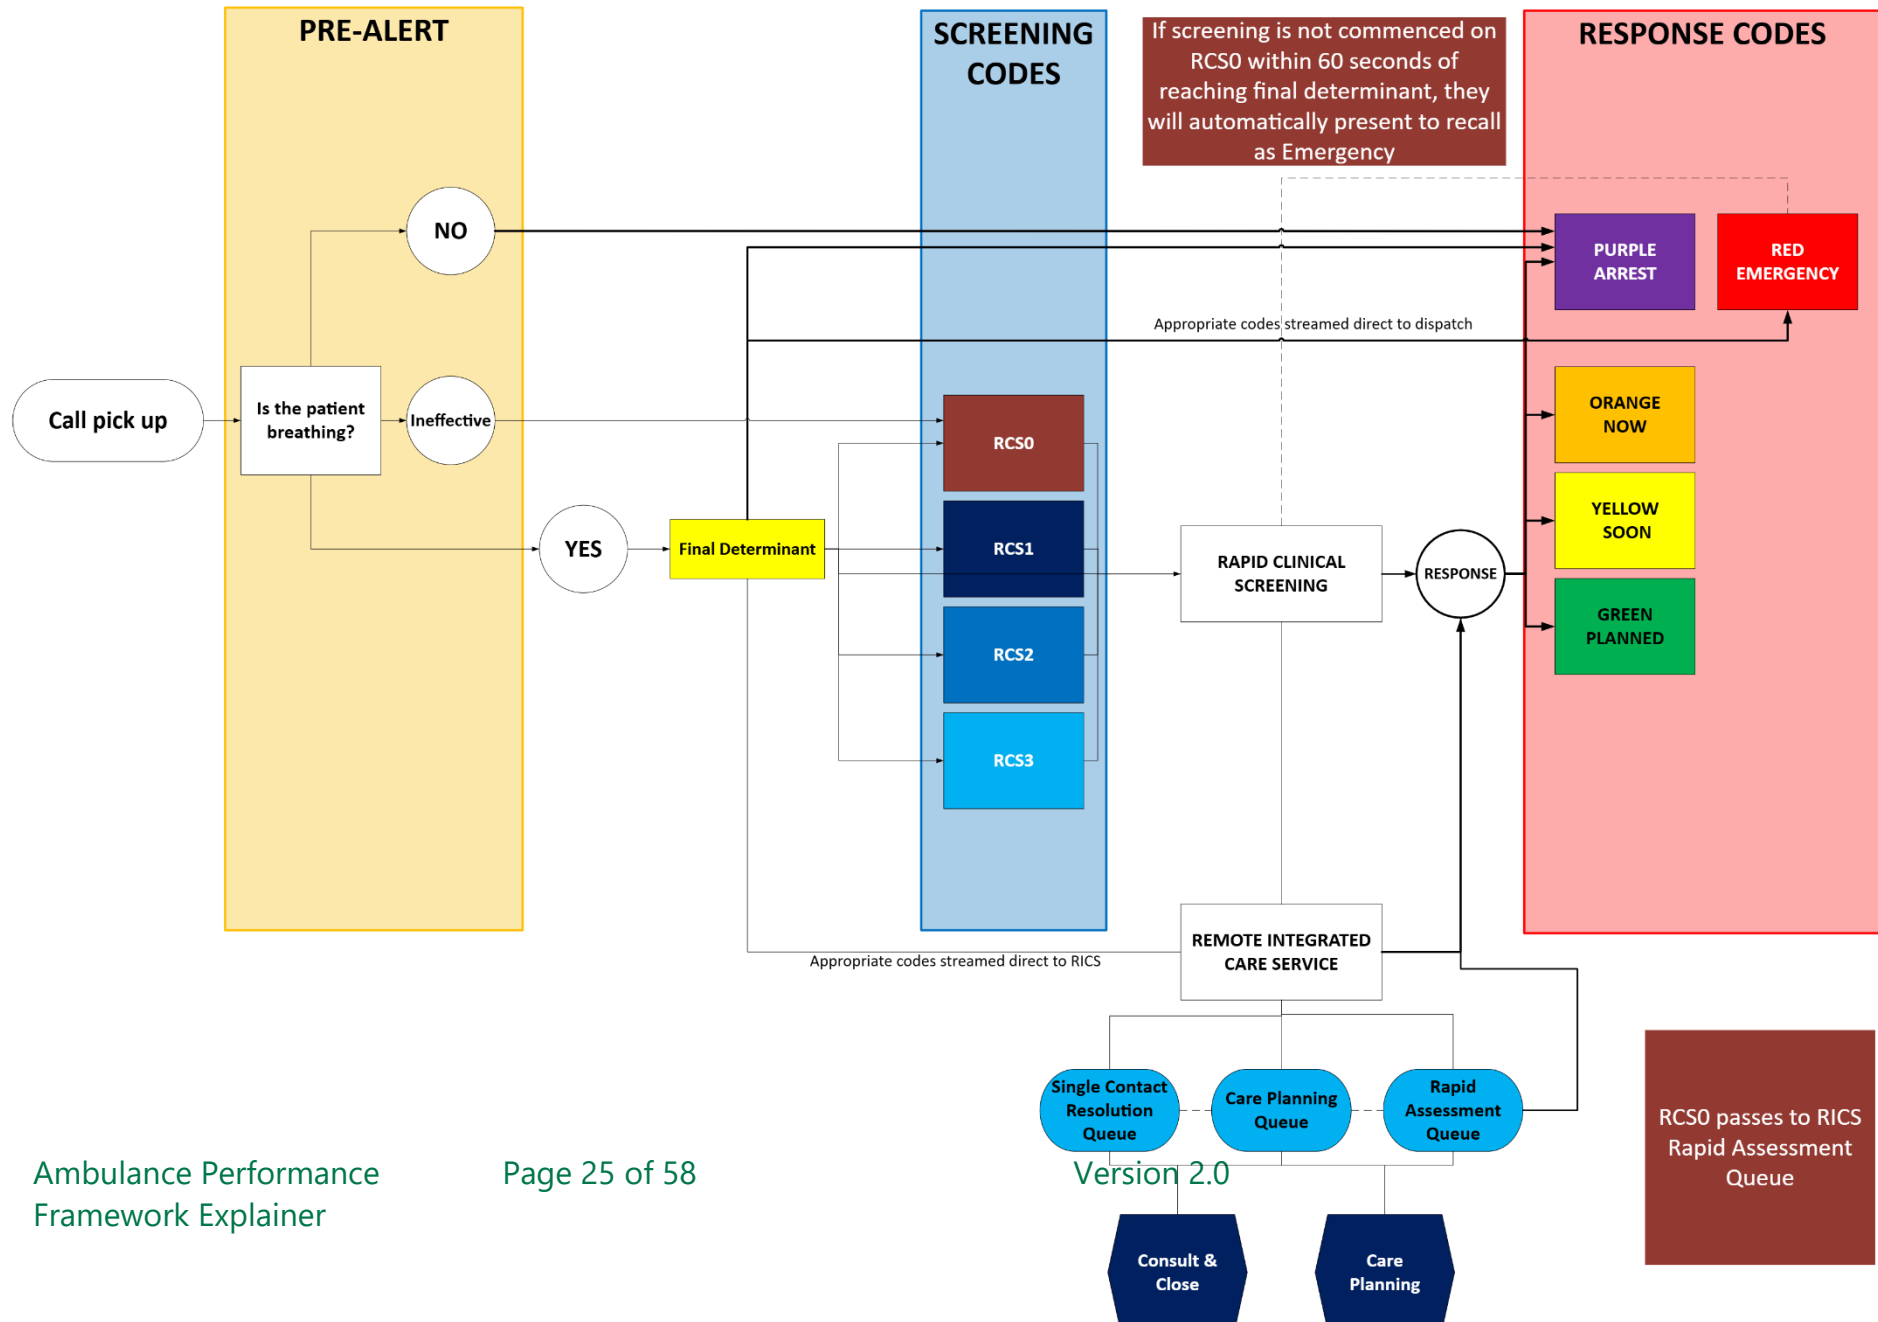 PRE-ALERT
SCREENING
CODES
If screening is not commenced on
RCS0 within 60 seconds of
reaching final determinant, they
will automatically present to recall
as Emergency
RESPONSE CODES
NO
PURPLE
ARREST
RED
EMERGENCY
Appropriate codes streamed direct to dispatch
Call pick up
Is the patient
breathing?
Ineffective
RCS0
ORANGE
NOW
YES
Final Determinant
RCS1
RAPID CLINICAL
SCREENING
RESPONSE
YELLOW
SOON
RCS2
GREEN
PLANNED
RCS3
REMOTE INTEGRATED
CARE SERVICE
Appropriate codes streamed direct to RICS
Single Contact
Resolution
Queue
Care Planning
Queue
Rapid
Assessment
Queue
RCS0 passes to RICS
Rapid Assessment
Queue
Ambulance Performance
Framework Explainer
Page 25 of 58
Version 2.0
Consult &
Close
Care
Planning